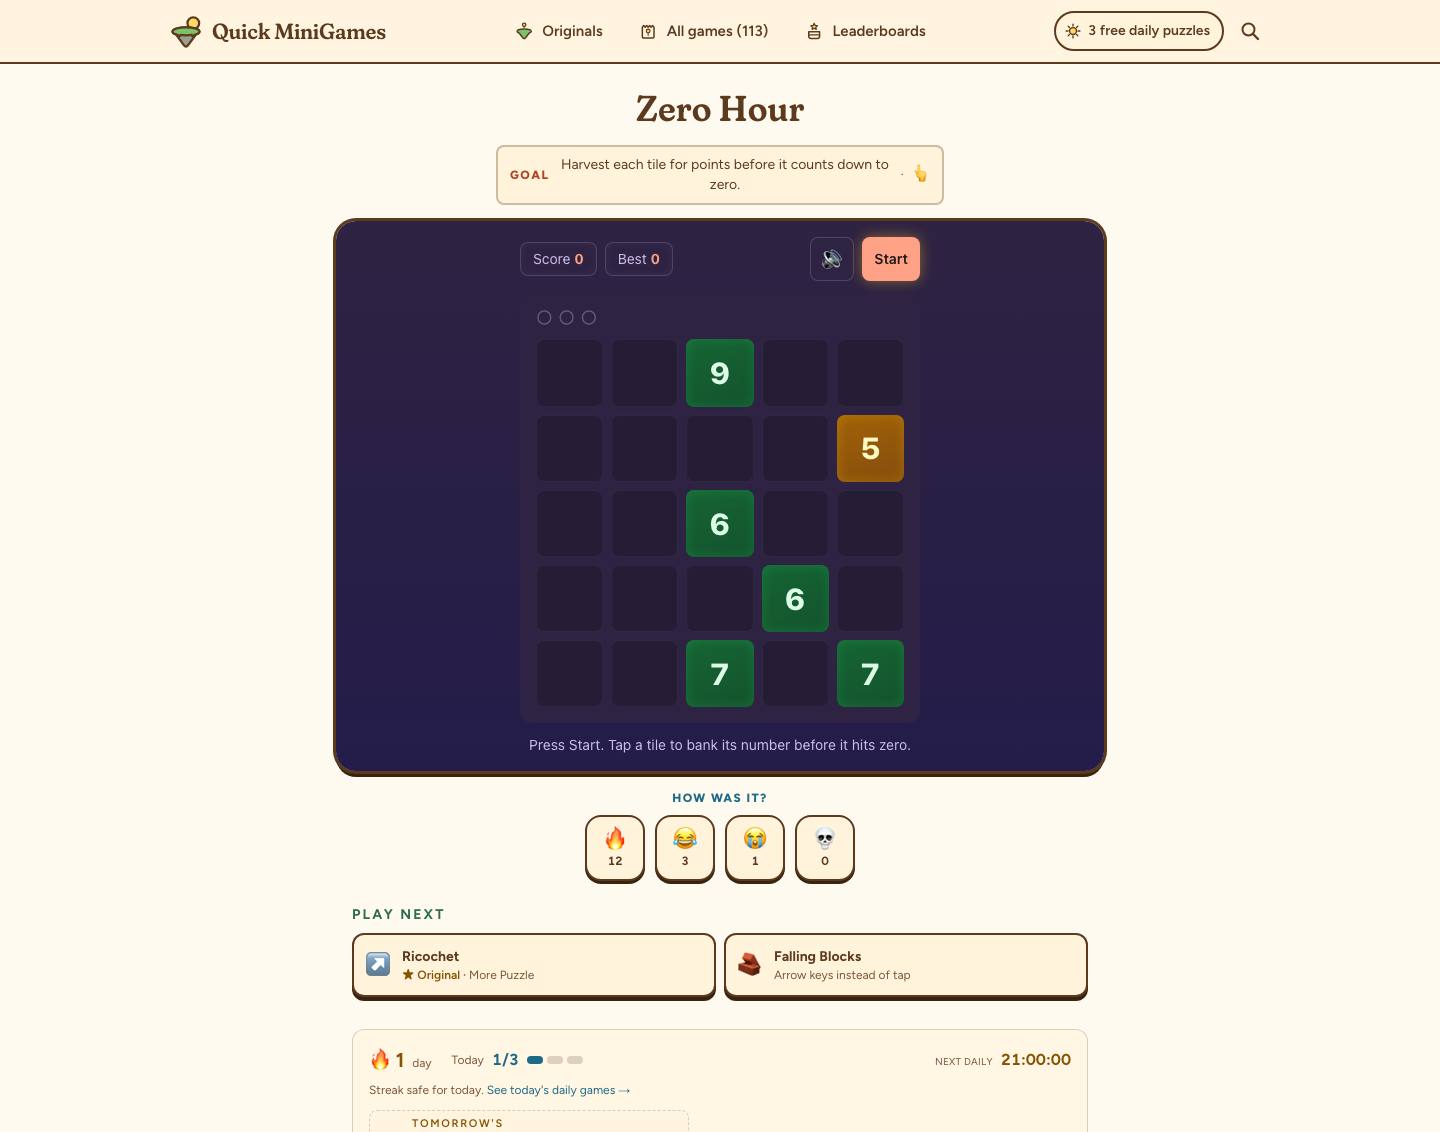 Quick MiniGames
Originals
All games (113)
Leaderboards
3 free daily puzzles
Zero Hour
GOAL
Harvest each tile for points before it counts down to
zero.
·
Score 0
Best 0
Start
9
5
6
6
7
7
Press Start. Tap a tile to bank its number before it hits zero.
HOW WAS IT?
12
3
1
0
PLAY NEXT
Ricochet
Original · More Puzzle
Falling Blocks
Arrow keys instead of tap
1 day
Today 1/3
NEXT DAILY 21:00:00
Streak safe for today. See today's daily games →
TOMORROW'S